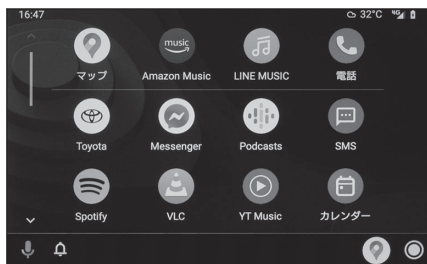 16:47 32°C 4G
music
マップ Amazon Music LINE MUSIC 電話
Toyota Messenger Podcasts SMS
Spotify VLC YT Music カレンダー